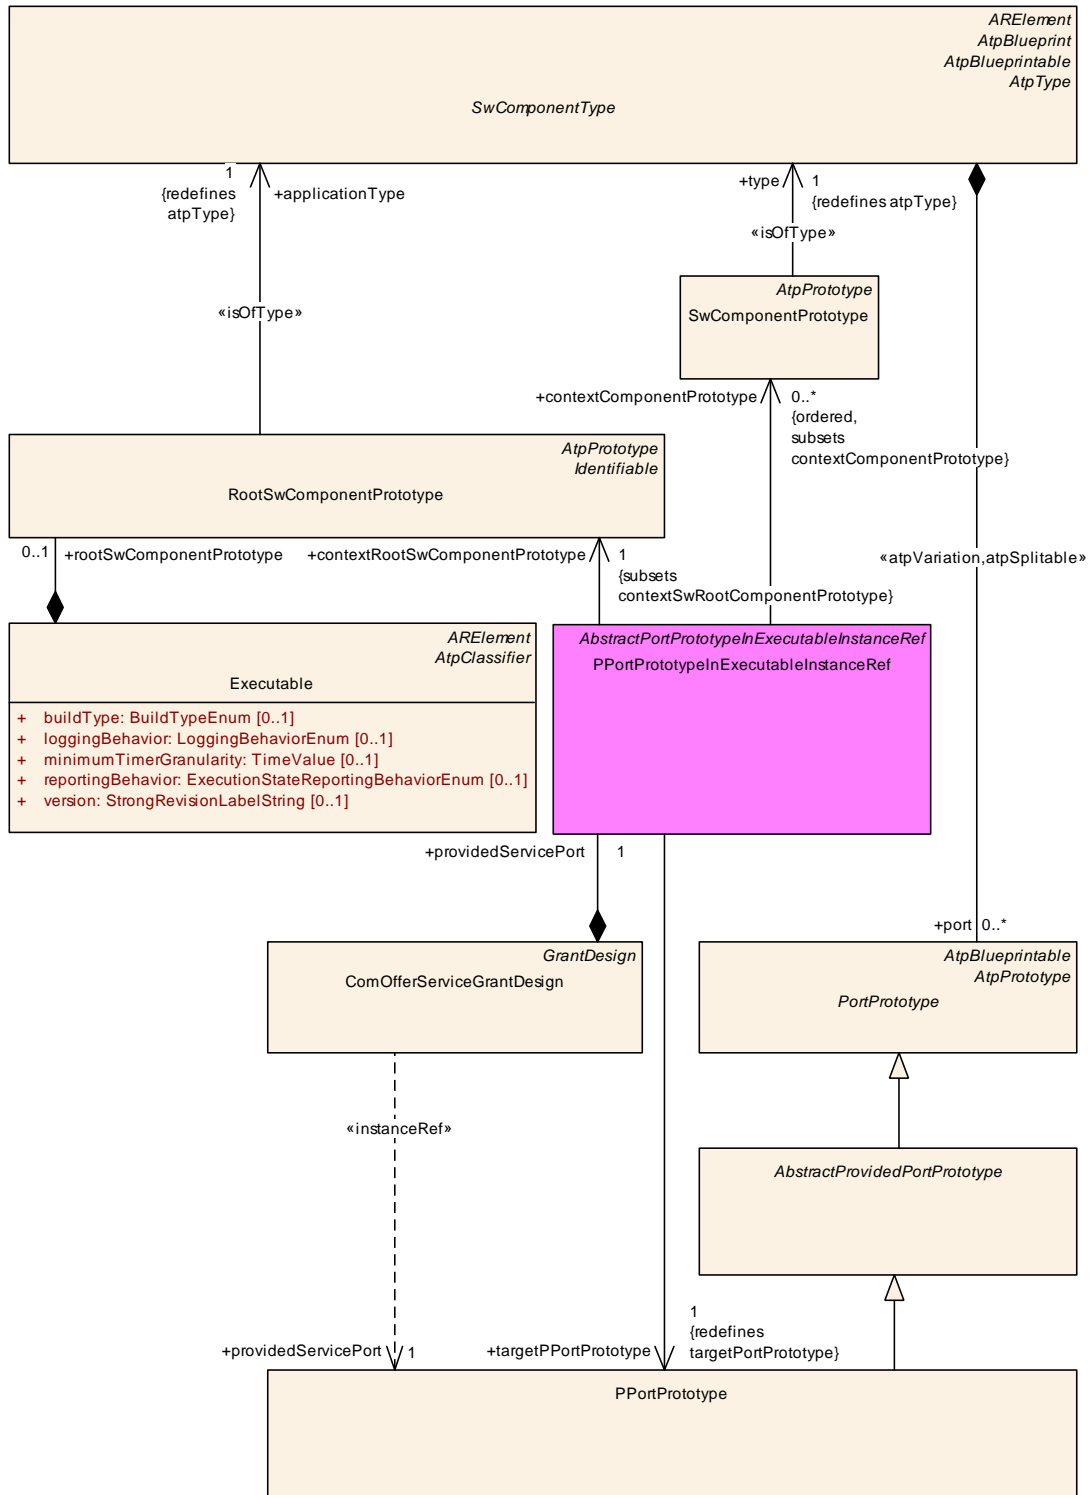 ARElement
AtpBlueprint
AtpBlueprintable
AtpType
SwComponentType
1
{redefines
atpType}
+applicationType
+type
1
{redefines atpType}
«isOfType»
AtpPrototype
SwComponentPrototype
«isOfType»
+contextComponentPrototype
0..*
{ordered,
subsets
contextComponentPrototype}
AtpPrototype
Identifiable
RootSwComponentPrototype
0..1
+rootSwComponentPrototype
+contextRootSwComponentPrototype
1
{subsets
contextSwRootComponentPrototype}
«atpVariation,atpSplitable»
ARElement
AtpClassifier
Executable
+ buildType: BuildTypeEnum [0..1]
+ loggingBehavior: LoggingBehaviorEnum [0..1]
+ minimumTimerGranularity: TimeValue [0..1]
+ reportingBehavior: ExecutionStateReportingBehaviorEnum [0..1]
+ version: StrongRevisionLabelString [0..1]
AbstractPortPrototypeInExecutableInstanceRef
PPortPrototypeInExecutableInstanceRef
+providedServicePort
1
+port
0..*
GrantDesign
ComOfferServiceGrantDesign
AtpBlueprintable
AtpPrototype
PortPrototype
«instanceRef»
AbstractProvidedPortPrototype
+providedServicePort
1
+targetPPortPrototype
1
{redefines
targetPortPrototype}
PPortPrototype